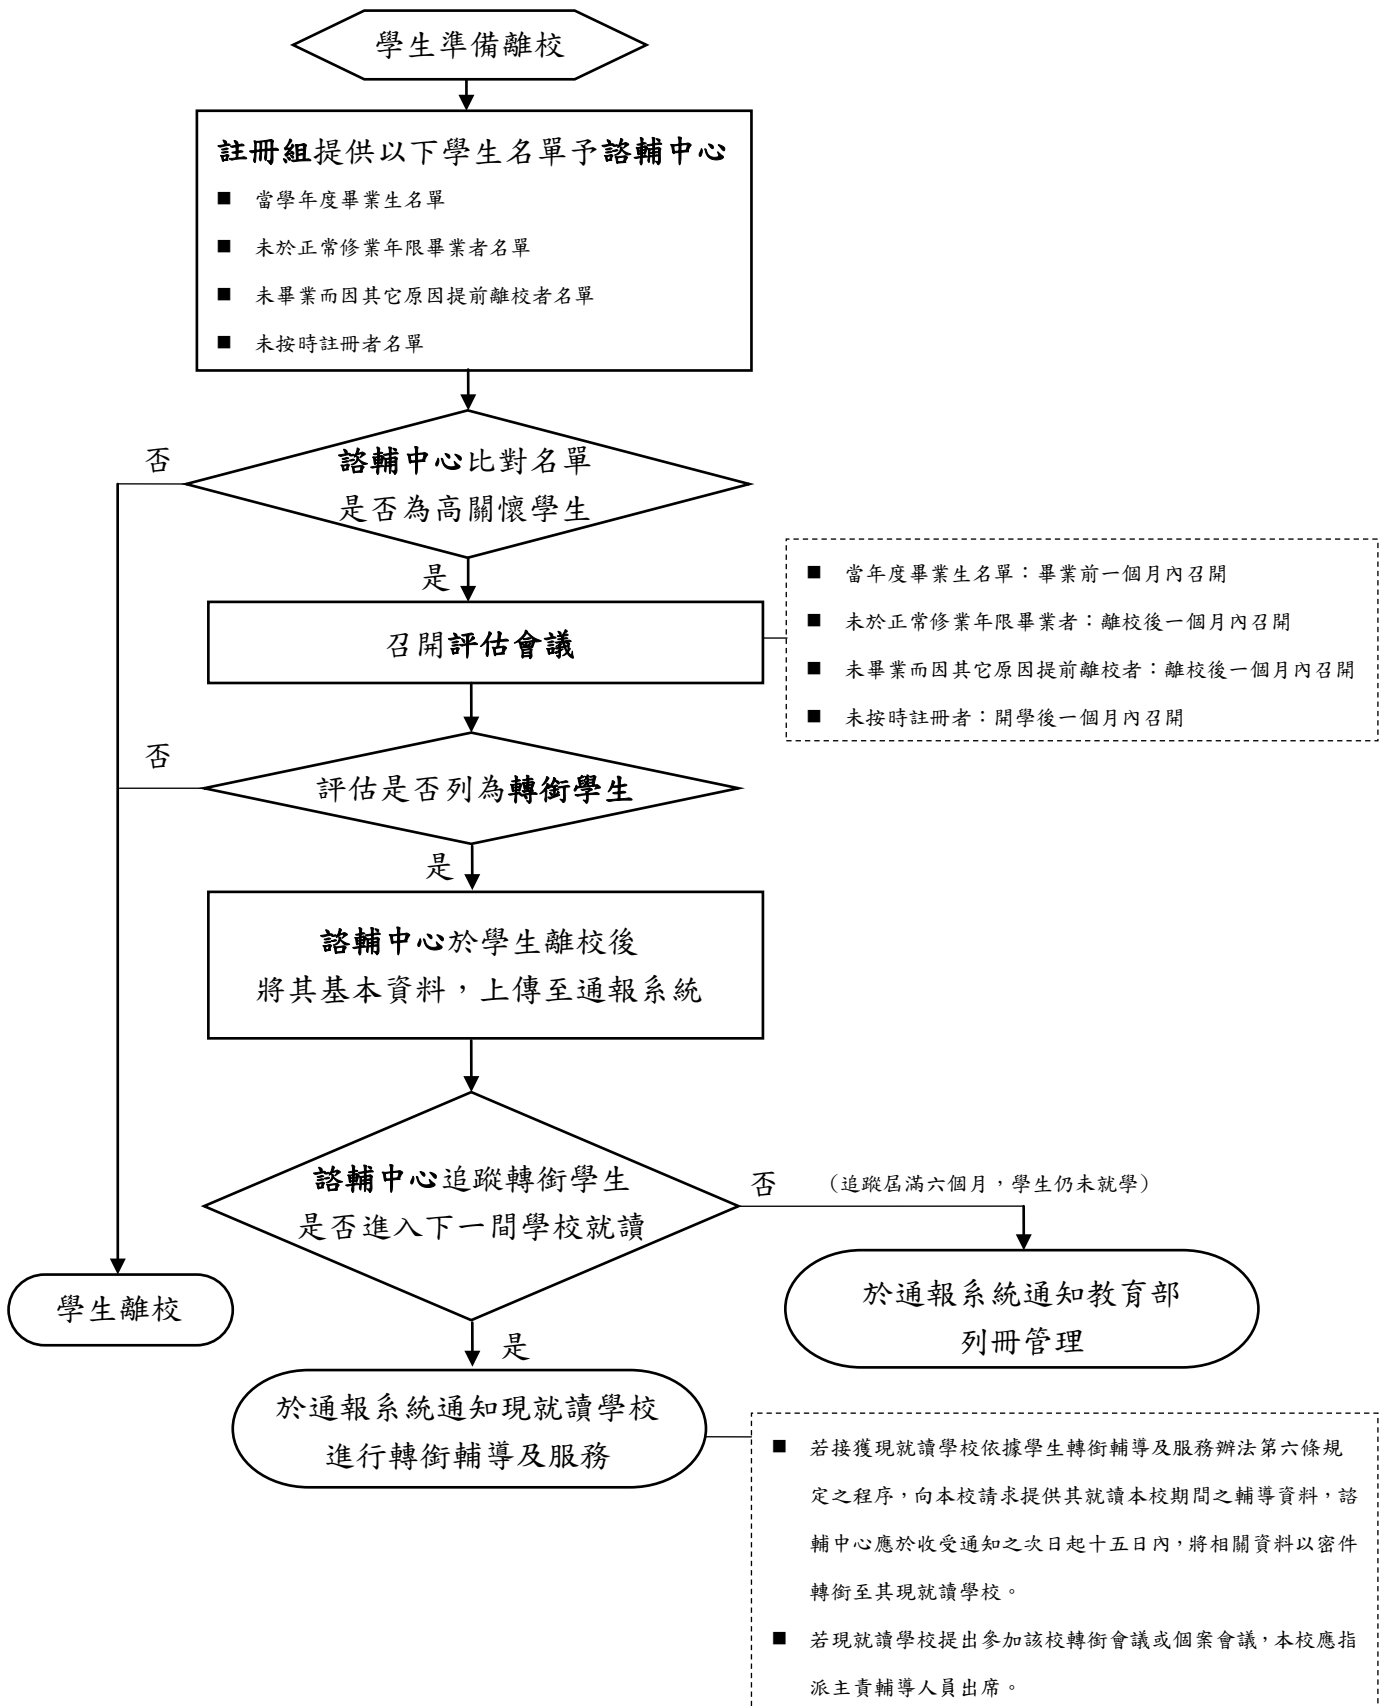 學生準備離校
註冊組提供以下學生名單予諮輔中心
■ 當學年度畢業生名單
■ 未於正常修業年限畢業者名單
■ 未畢業而因其它原因提前離校者名單
■ 未按時註冊者名單
否
諮輔中心比對名單
是否為高關懷學生
是
召開評估會議
■ 當年度畢業生名單：畢業前一個月內召開
■ 未於正常修業年限畢業者：離校後一個月內召開
■ 未畢業而因其它原因提前離校者：離校後一個月內召開
■ 未按時註冊者：開學後一個月內召開
否
評估是否列為轉銜學生
是
諮輔中心於學生離校後
將其基本資料，上傳至通報系統
諮輔中心追蹤轉銜學生
是否進入下一間學校就讀
否 （追蹤屆滿六個月，學生仍未就學）
學生離校
於通報系統通知教育部
列冊管理
是
於通報系統通知現就讀學校
進行轉銜輔導及服務
■ 若接獲現就讀學校依據學生轉銜輔導及服務辦法第六條規
定之程序，向本校請求提供其就讀本校期間之輔導資料，諮
輔中心應於收受通知之次日起十五日內，將相關資料以密件
轉銜至其現就讀學校。
■ 若現就讀學校提出參加該校轉銜會議或個案會議，本校應指
派主責輔導人員出席。